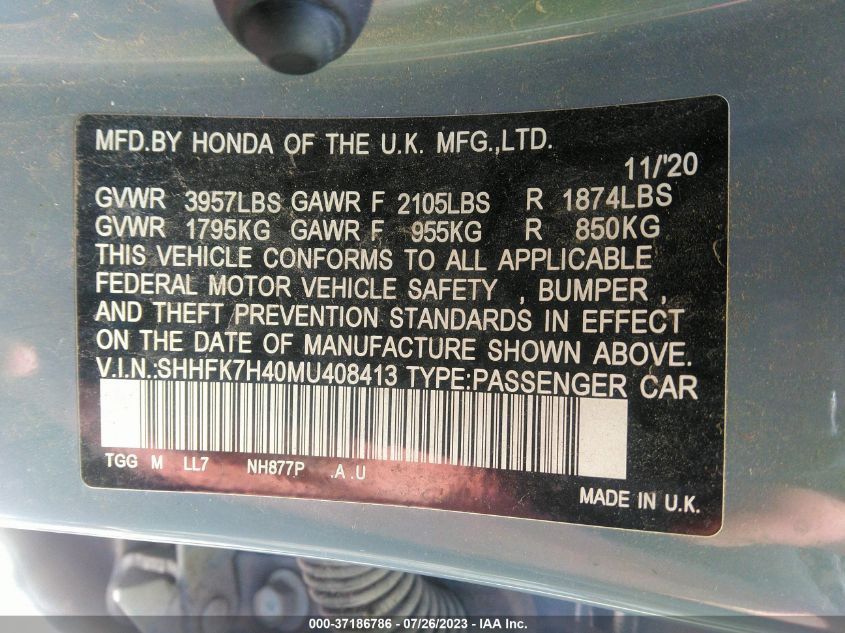 MFD.BY HONDA OF THE U.K. MFG.,LTD.
11/'20
GVWR 3957LBS GAWR F 2105LBS R 1874LBS
GVWR 1795KG GAWR F 955KG R 850KG
THIS VEHICLE CONFORMS TO ALL APPLICABLE
FEDERAL MOTOR VEHICLE SAFETY , BUMPER ,
AND THEFT PREVENTION STANDARDS IN EFFECT
ON THE DATE OF MANUFACTURE SHOWN ABOVE.
V.I.N.:SHHFK7H40MU408413 TYPE:PASSENGER CAR
TGG M LL7 NH877P .A .U
MADE IN U.K.
000-37186786 — 07/26/2023 — IAA Inc.